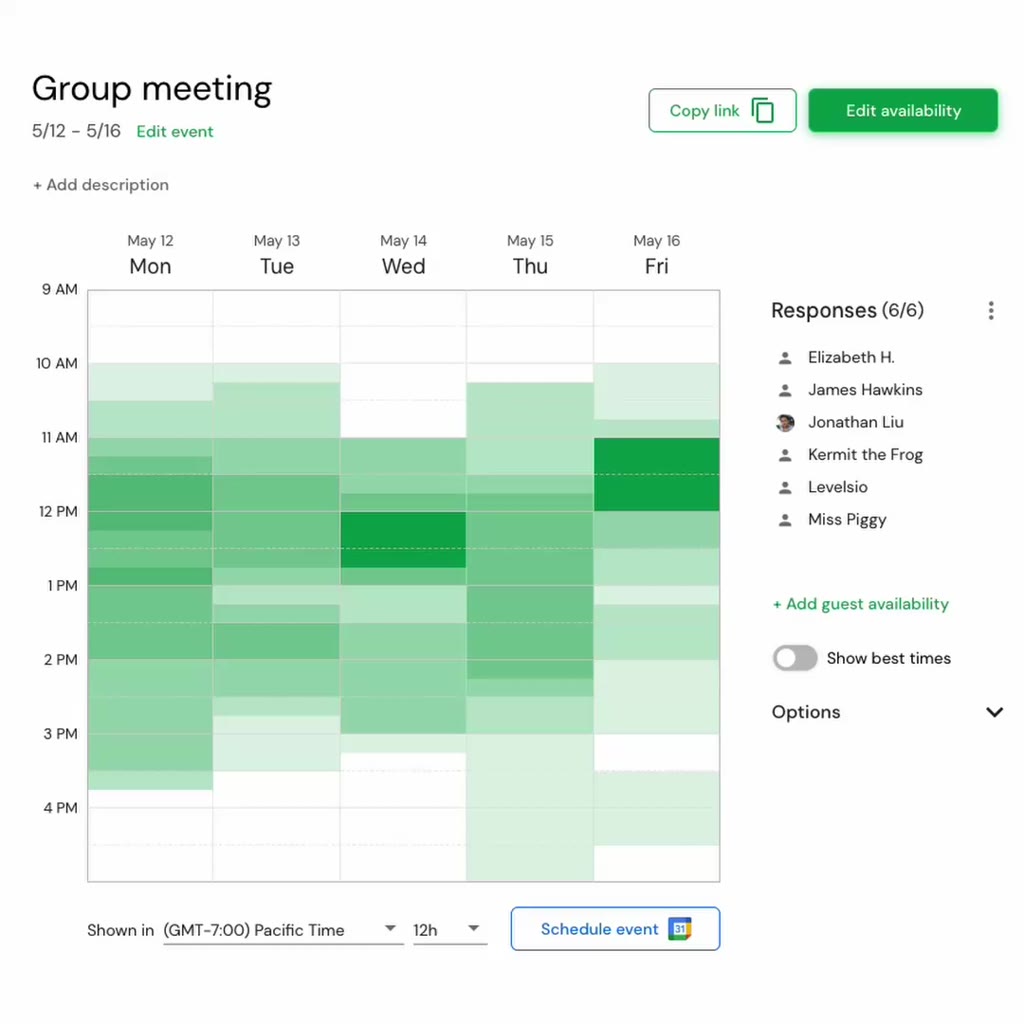 Group meeting
5/12 - 5/16 Edit event
Copy link
Edit availability
+ Add description
May 12 May 13 May 14 May 15 May 16
Mon Tue Wed Thu Fri
9 AM
10 AM
11 AM
12 PM
1 PM
2 PM
3 PM
4 PM
Responses (6/6)
Elizabeth H.
James Hawkins
Jonathan Liu
Kermit the Frog
Levelsio
Miss Piggy
+ Add guest availability
Show best times
Options
Shown in (GMT-7:00) Pacific Time 12h
Schedule event 31